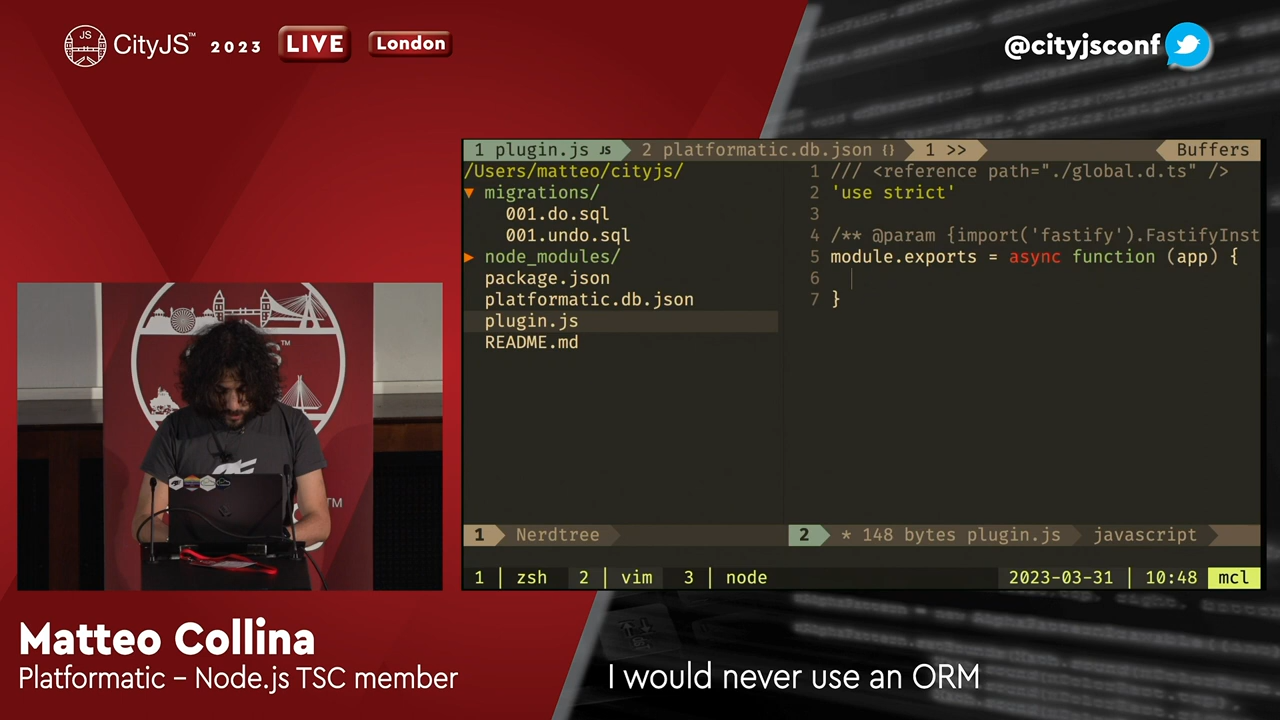 JS
CityJS™ 2023 LIVE London
@cityjsconf
1 plugin.js JS 2 platformatic.db.json {} 1 >> Buffers
/Users/matteo/cityjs/
▼ migrations/
001.do.sql
001.undo.sql
▶ node_modules/
package.json
platformatic.db.json
plugin.js
README.md
1 /// <reference path="./global.d.ts" />
2 'use strict'
3
4 /** @param {import('fastify').FastifyInst
5 module.exports = async function (app) {
6
7 }
1 Nerdtree
2 * 148 bytes plugin.js javascript
1 | zsh 2 | vim 3 | node 2023-03-31 | 10:48 mcl
TM
TM
Matteo Collina
Platformatic – Node.js TSC member
I would never use an ORM